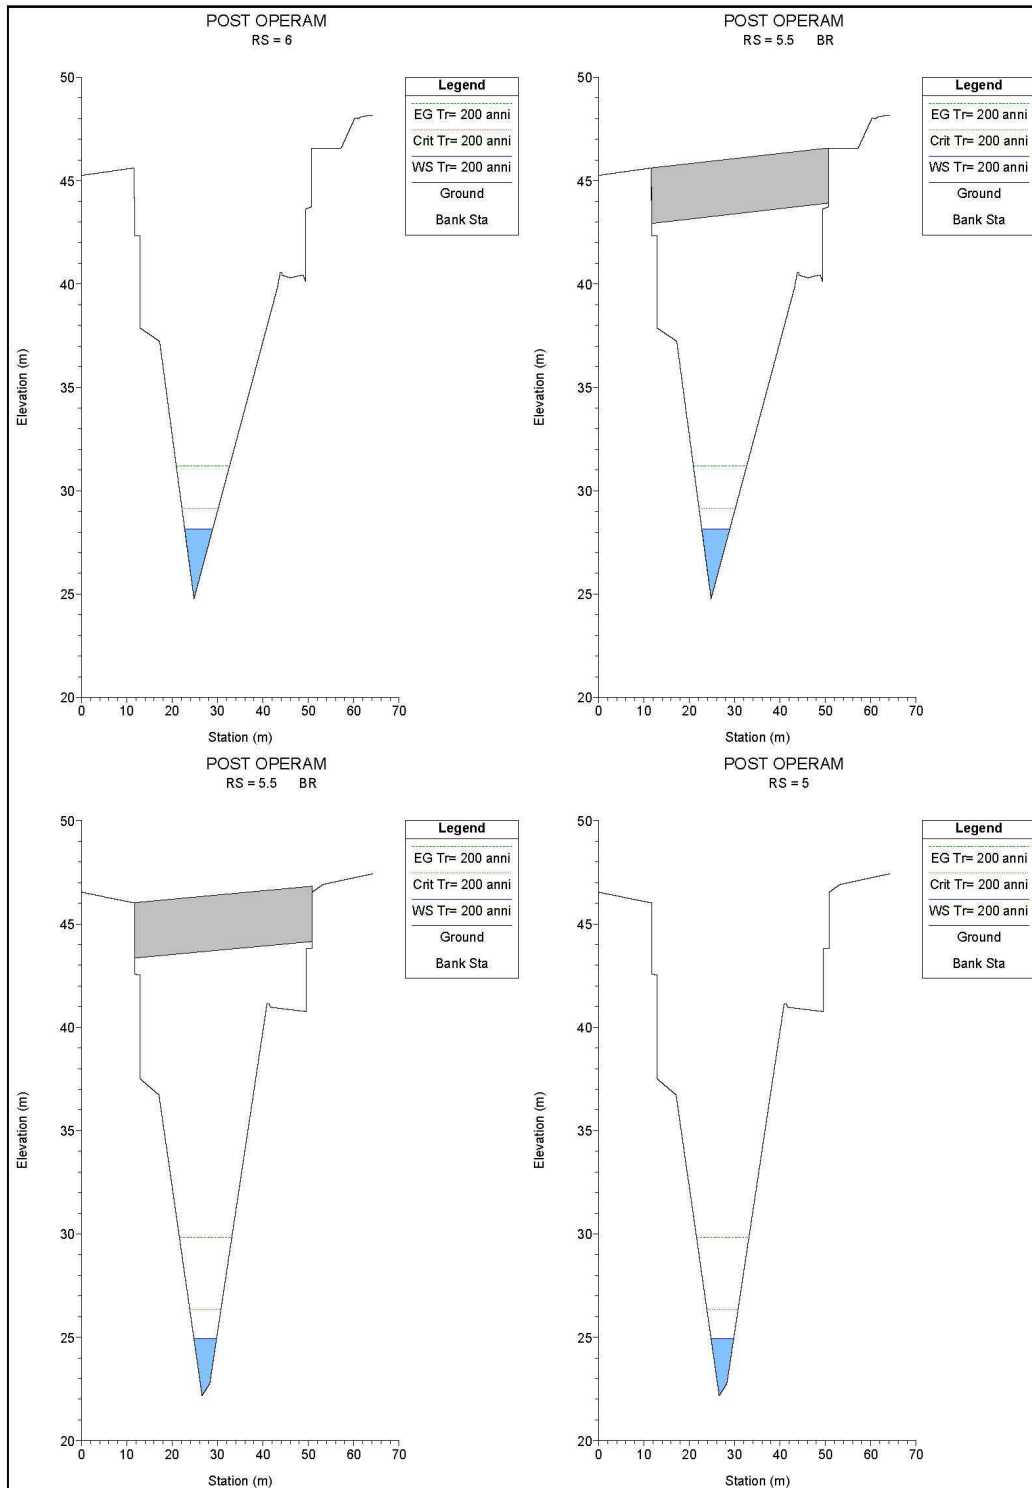 POST OPERAM
RS = 6
Legend
EG Tr= 200 anni
Crit Tr= 200 anni
WS Tr= 200 anni
Ground
Bank Sta
50
45
40
35
30
25
20
Elevation (m)
0 10 20 30 40 50 60 70
Station (m)
POST OPERAM
RS = 5.5 BR
Legend
EG Tr= 200 anni
Crit Tr= 200 anni
WS Tr= 200 anni
Ground
Bank Sta
50
45
40
35
30
25
20
Elevation (m)
0 10 20 30 40 50 60 70
Station (m)
POST OPERAM
RS = 5.5 BR
Legend
EG Tr= 200 anni
Crit Tr= 200 anni
WS Tr= 200 anni
Ground
Bank Sta
50
45
40
35
30
25
20
Elevation (m)
0 10 20 30 40 50 60 70
Station (m)
POST OPERAM
RS = 5
Legend
EG Tr= 200 anni
Crit Tr= 200 anni
WS Tr= 200 anni
Ground
Bank Sta
50
45
40
35
30
25
20
Elevation (m)
0 10 20 30 40 50 60 70
Station (m)